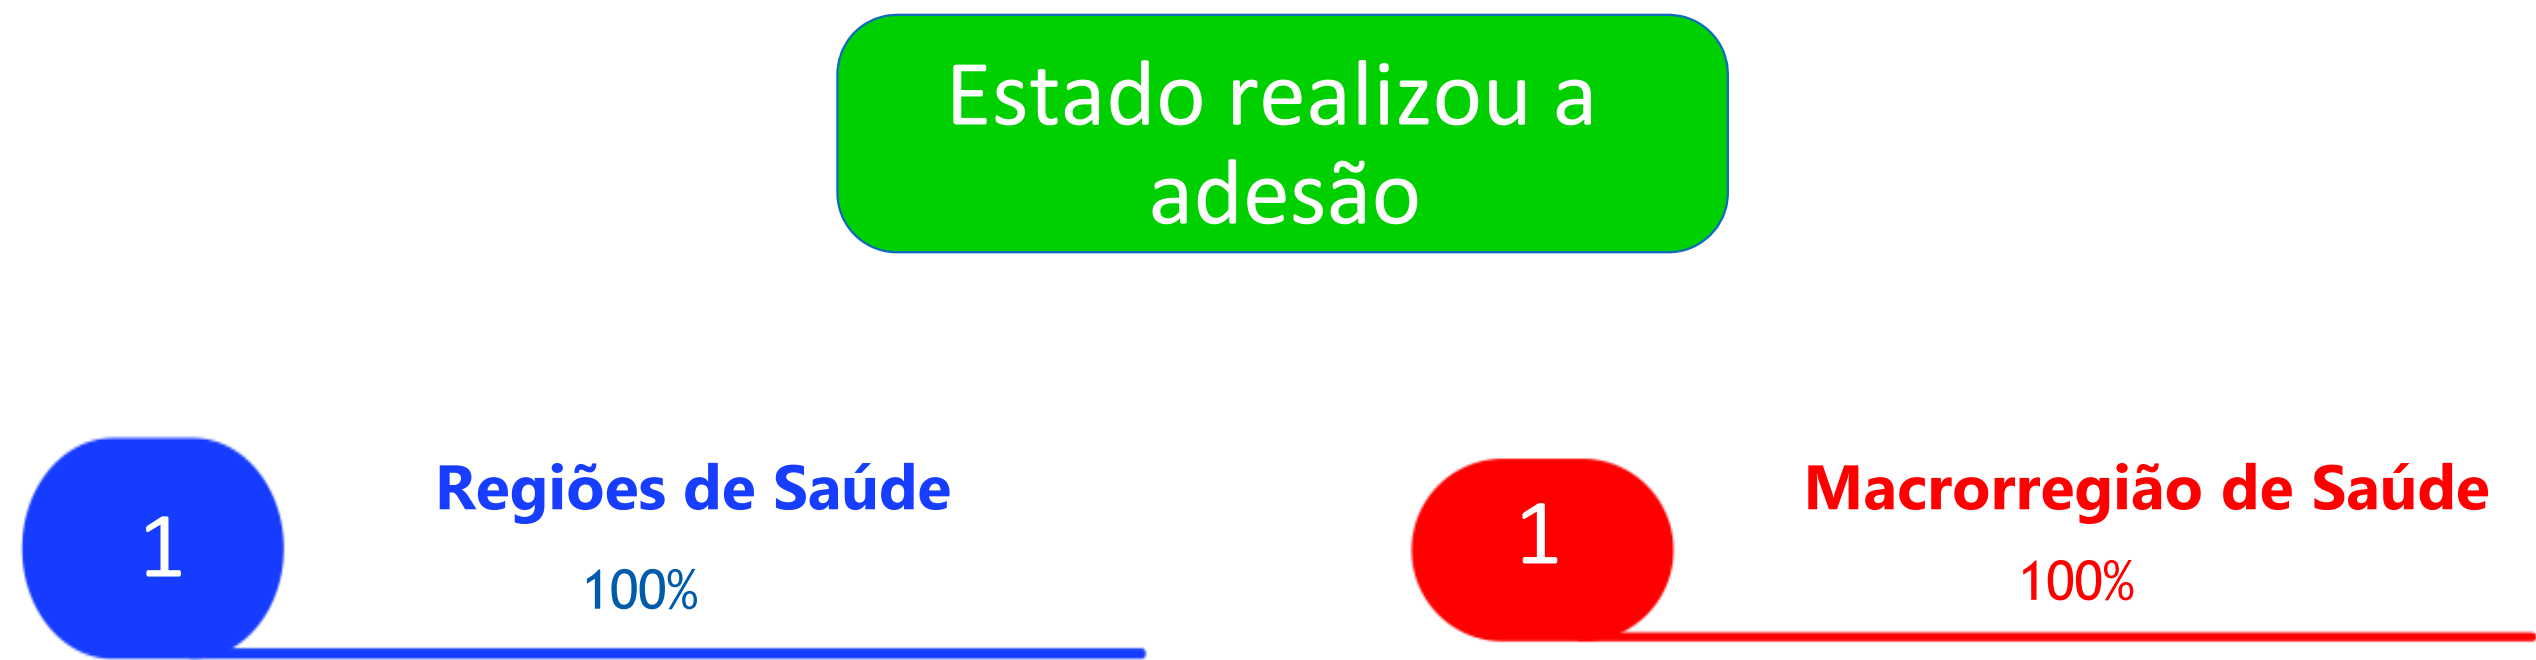 Estado realizou a
adesão
1
Regiões de Saúde
100%
1
Macrorregião de Saúde
100%